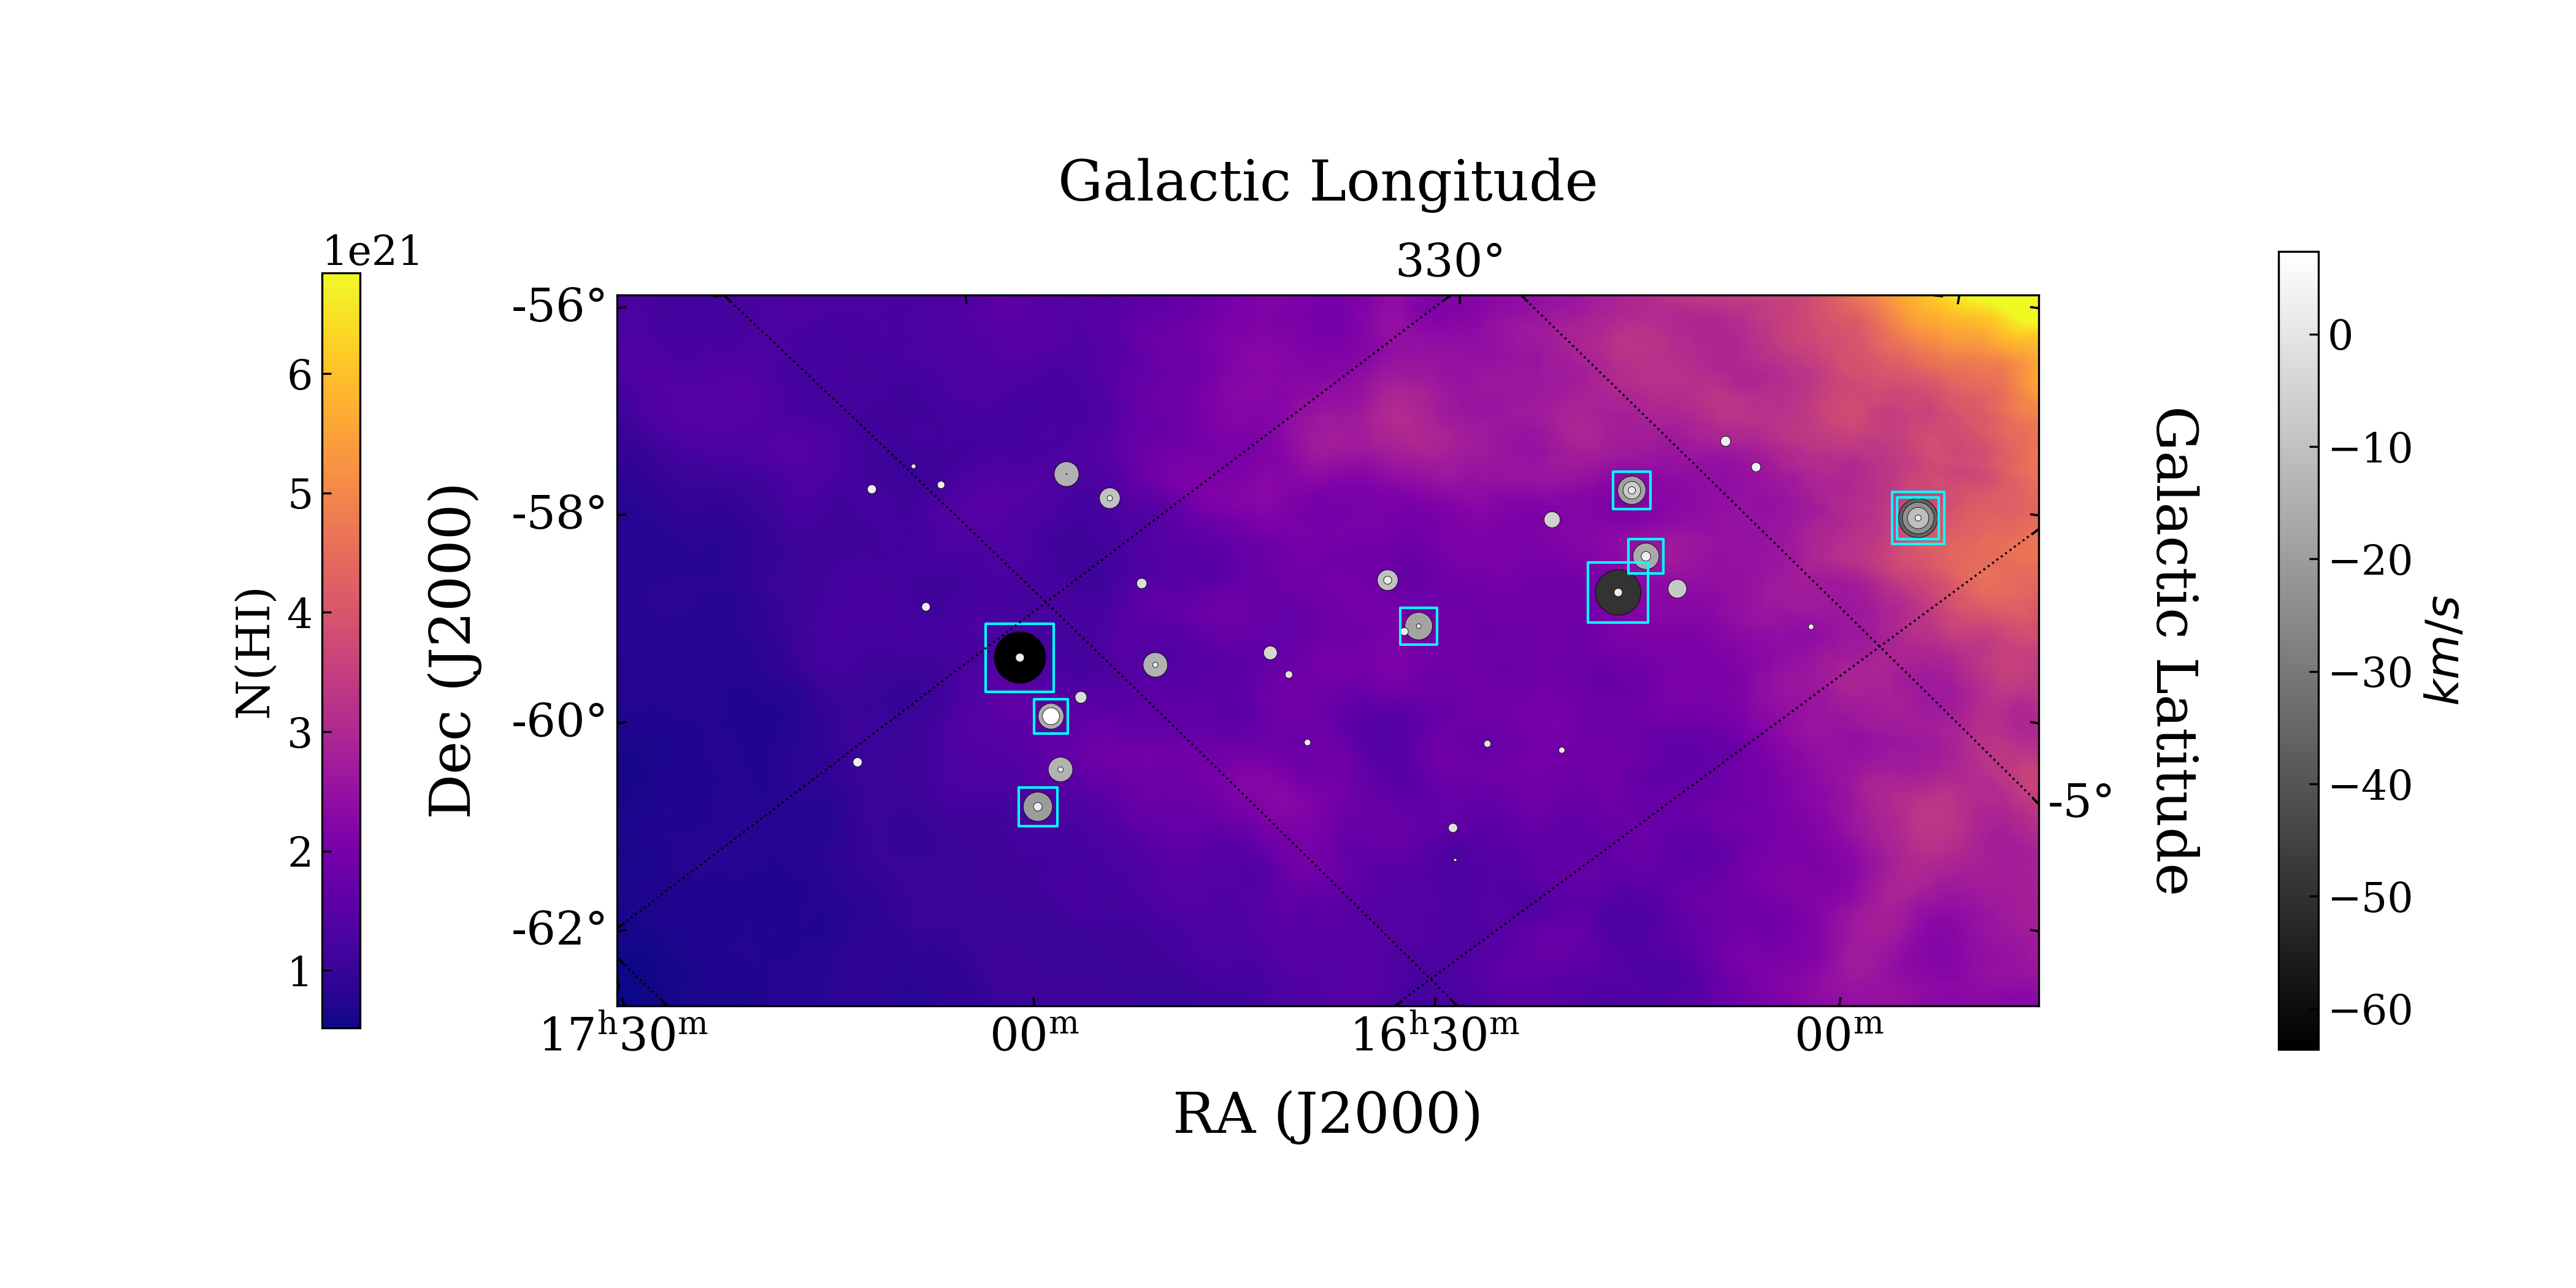 Galactic Longitude
330°
1e21
6
5
4
3
2
1
N(HI)
Dec (J2000)
-56°
-58°
-60°
-62°
-5°
Galactic Latitude
0
−10
−20
−30
−40
−50
−60
km/s
17ʰ30ᵐ
00ᵐ
16ʰ30ᵐ
00ᵐ
RA (J2000)